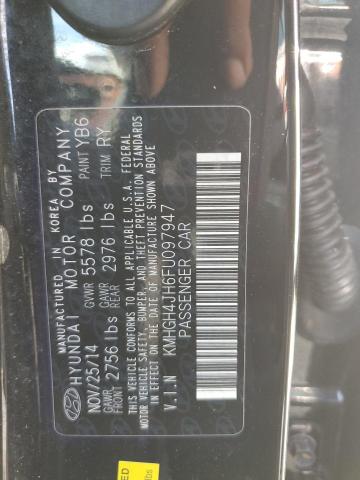 MANUFACTURED IN KOREA BY
HYUNDAI MOTOR COMPANY
NOV/25/14 GVWR 5578 lbs PAINT YB6
GAWR FRONT 2756 lbs GAWR REAR 2976 lbs TRIM RY
THIS VEHICLE CONFORMS TO ALL APPLICABLE U.S.A. FEDERAL
MOTOR VEHICLE SAFETY, BUMPER, AND THEFT PREVENTION STANDARDS
IN EFFECT ON THE DATE OF MANUFACTURE SHOWN ABOVE
V.I.N KMHGH4JH6FU097947
PASSENGER CAR
ED
lbs